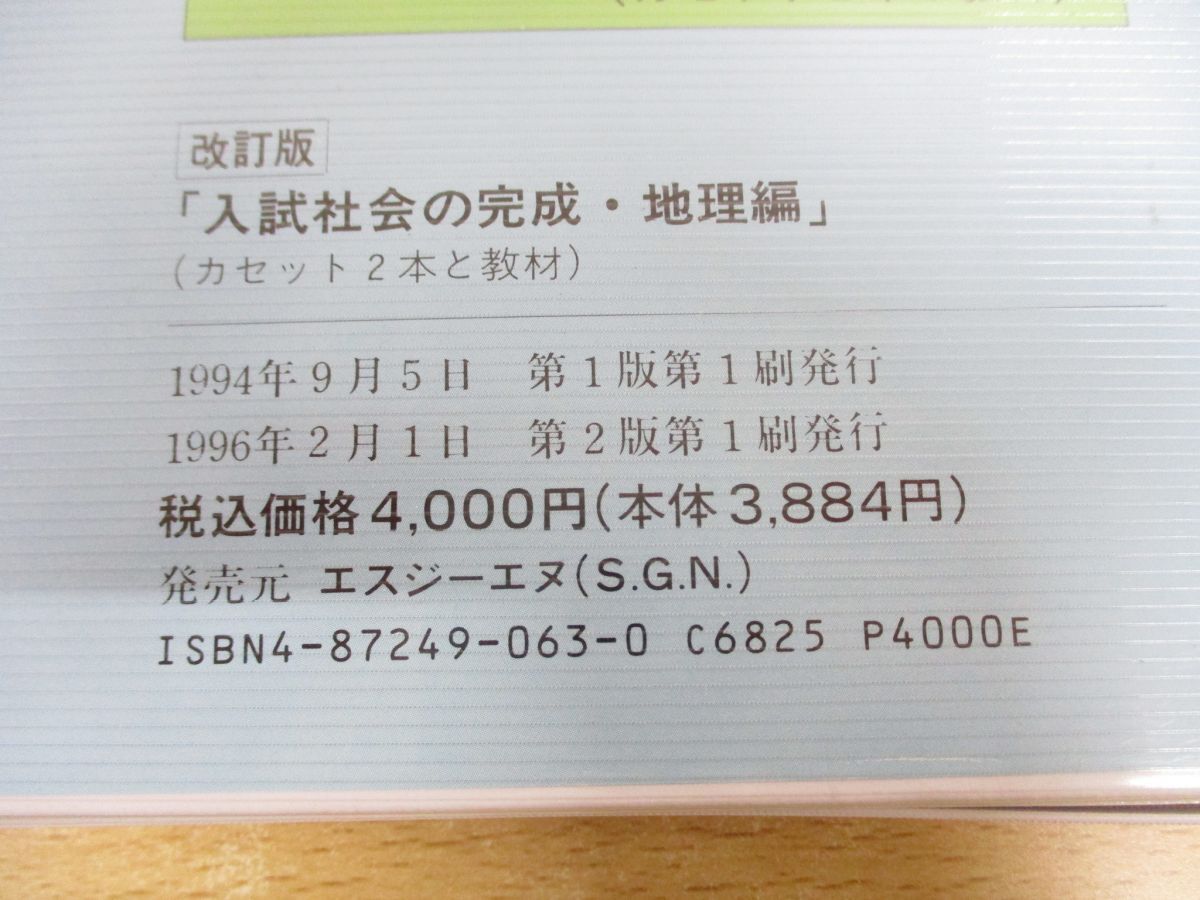 改訂版
「入試社会の完成・地理編」
(カセット2本と教材)
1994年9月5日 第1版第1刷発行
1996年2月1日 第2版第1刷発行
税込価格4,000円(本体3,884円)
発売元 エスジーエヌ(S.G.N.)
ISBN4-87249-063-0 C6825 P4000E